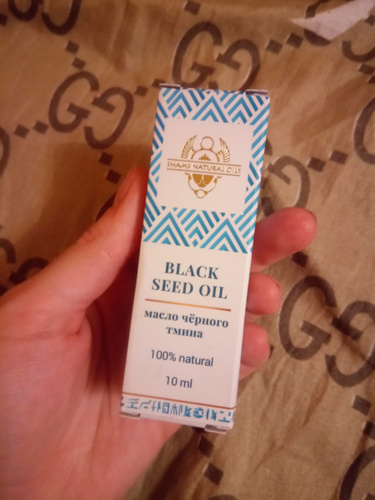 SHAMS NATURAL OILS
BLACK
SEED OIL
масло чёрного
тмина
100% natural
10 ml